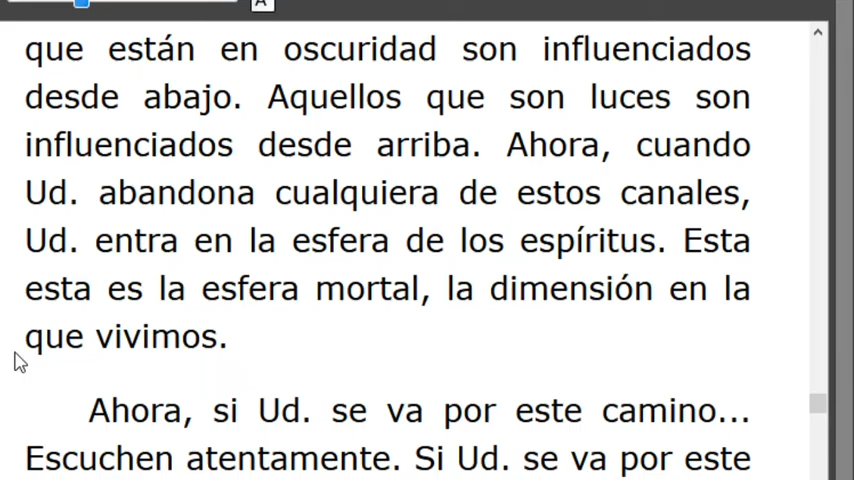 A
que están en oscuridad son influenciados
desde abajo. Aquellos que son luces son
influenciados desde arriba. Ahora, cuando
Ud. abandona cualquiera de estos canales,
Ud. entra en la esfera de los espíritus. Esta
esta es la esfera mortal, la dimensión en la
que vivimos.
Ahora, si Ud. se va por este camino...
Escuchen atentamente. Si Ud. se va por este